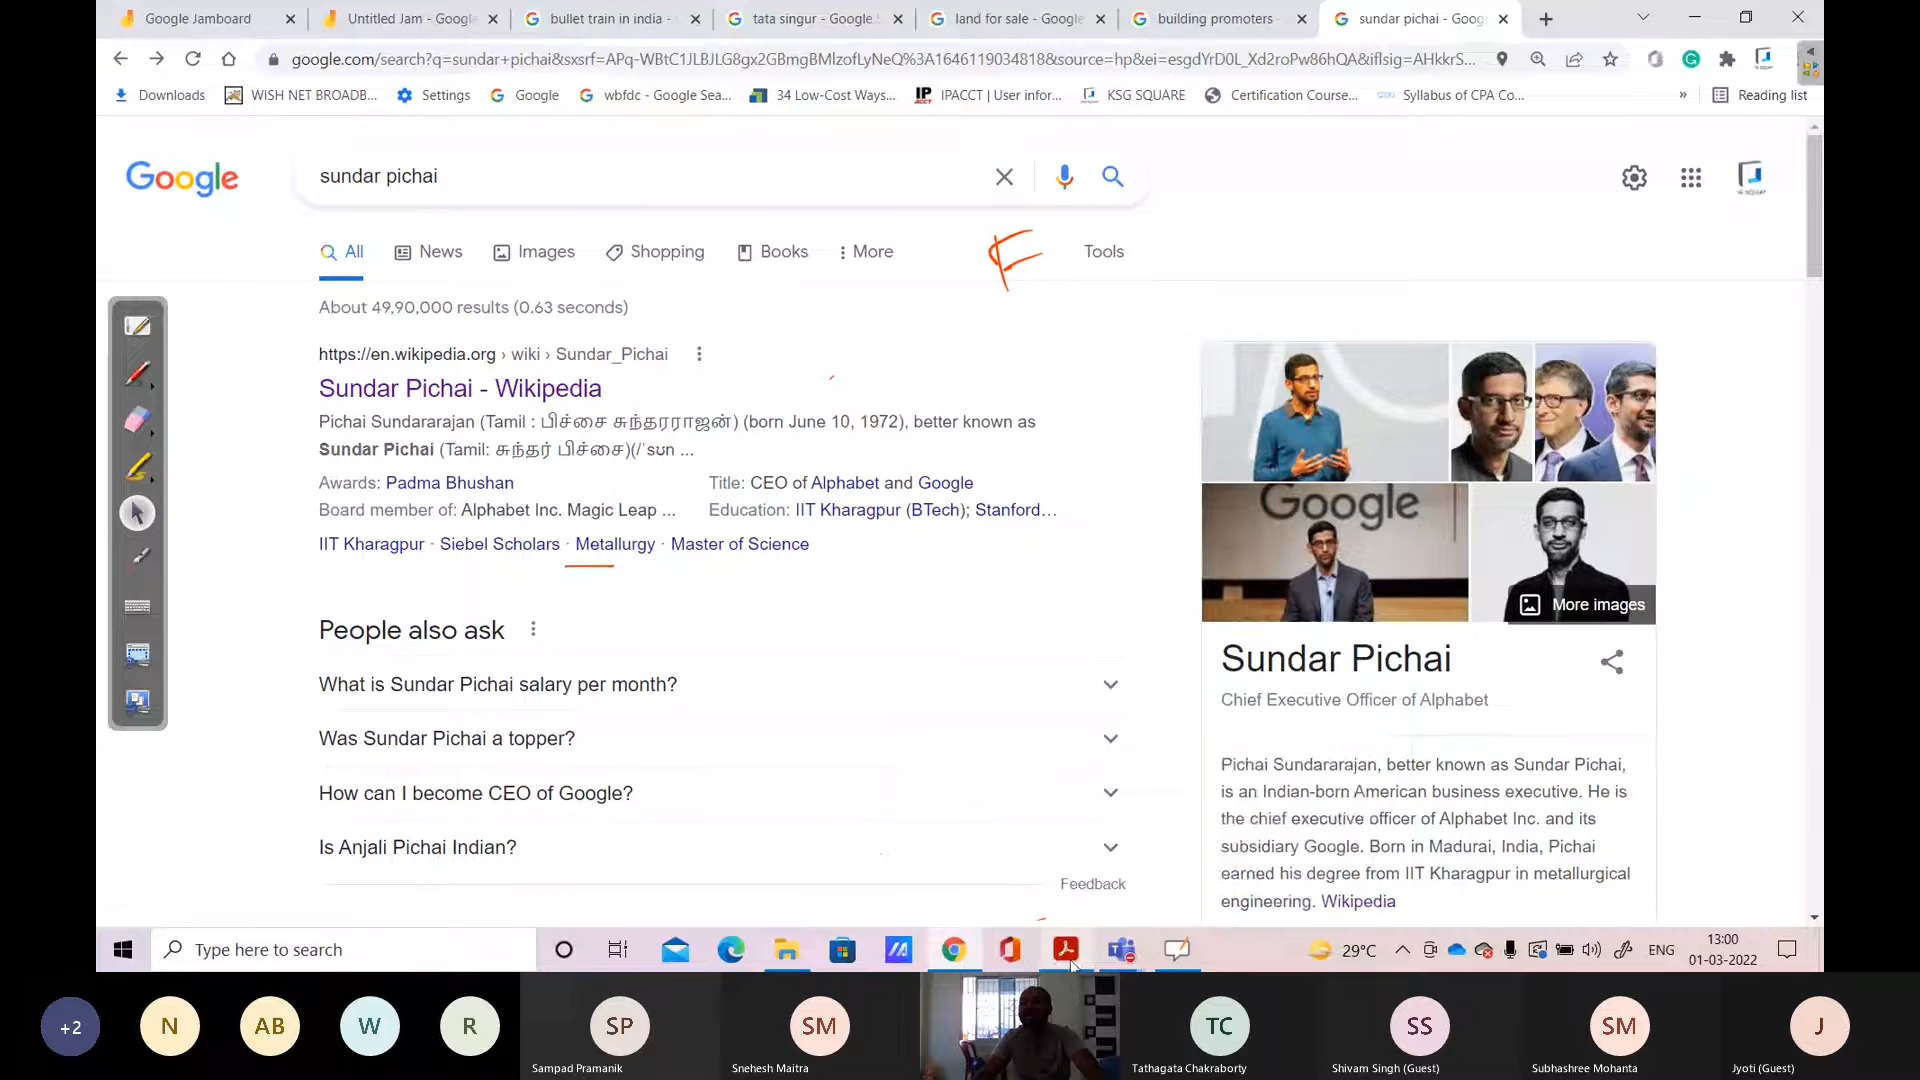 Google Jamboard
Untitled Jam - Google
bullet train in india -
tata singur - Google S
land for sale - Google
building promoters -
sundar pichai - Goog
google.com/search?q=sundar+pichai&sxsrf=APq-WBtC1JLBJLG8gx2GBmgBMlzofLyNeQ%3A1646119034818&source=hp&ei=esgdYrD0L_Xd2roPw86hQA&iflsig=AHkkrS...
Downloads
WISH NET BROADB...
Settings
Google
wbfdc - Google Sea...
34 Low-Cost Ways...
IPACCT | User infor...
KSG SQUARE
Certification Course...
Syllabus of CPA Co...
»
Reading list
Google
sundar pichai
All
News
Images
Shopping
Books
More
Tools
About 49,90,000 results (0.63 seconds)
https://en.wikipedia.org › wiki › Sundar_Pichai
Sundar Pichai - Wikipedia
Pichai Sundararajan (Tamil : பிச்சை சுந்தரராஜன்) (born June 10, 1972), better known as
Sundar Pichai (Tamil: சுந்தர் பிச்சை)(/ˈsʊn ...
Awards: Padma Bhushan
Title: CEO of Alphabet and Google
Board member of: Alphabet Inc. Magic Leap ...
Education: IIT Kharagpur (BTech); Stanford...
IIT Kharagpur · Siebel Scholars · Metallurgy · Master of Science
People also ask
What is Sundar Pichai salary per month?
Was Sundar Pichai a topper?
How can I become CEO of Google?
Is Anjali Pichai Indian?
Feedback
Google
More images
Sundar Pichai
Chief Executive Officer of Alphabet
Pichai Sundararajan, better known as Sundar Pichai,
is an Indian-born American business executive. He is
the chief executive officer of Alphabet Inc. and its
subsidiary Google. Born in Madurai, India, Pichai
earned his degree from IIT Kharagpur in metallurgical
engineering. Wikipedia
Type here to search
29°C
ENG
13:00
01-03-2022
+2
N
AB
W
R
SP
SM
TC
SS
SM
J
Sampad Pramanik
Snehesh Maitra
Tathagata Chakraborty
Shivam Singh (Guest)
Subhashree Mohanta
Jyoti (Guest)